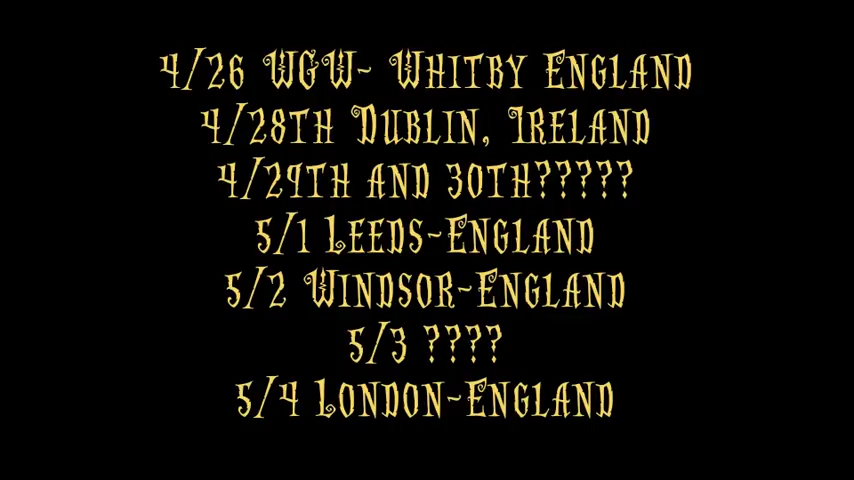 4/26 WGW- Whitby England
4/28th Dublin, Ireland
4/29th and 30th?????
5/1 Leeds-England
5/2 Windsor-England
5/3 ????
5/4 London-England